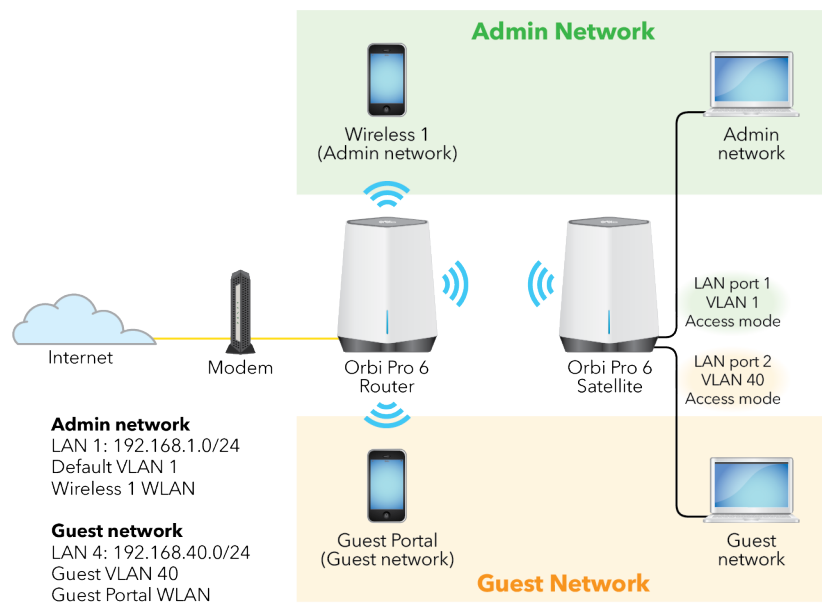 Admin Network
Wireless 1
(Admin network)
Admin
network
LAN port 1
VLAN 1
Access mode
Internet
Modem
Orbi Pro 6
Router
Orbi Pro 6
Satellite
LAN port 2
VLAN 40
Access mode
Admin network
LAN 1: 192.168.1.0/24
Default VLAN 1
Wireless 1 WLAN
Guest network
LAN 4: 192.168.40.0/24
Guest VLAN 40
Guest Portal WLAN
Guest Portal
(Guest network)
Guest
network
Guest Network